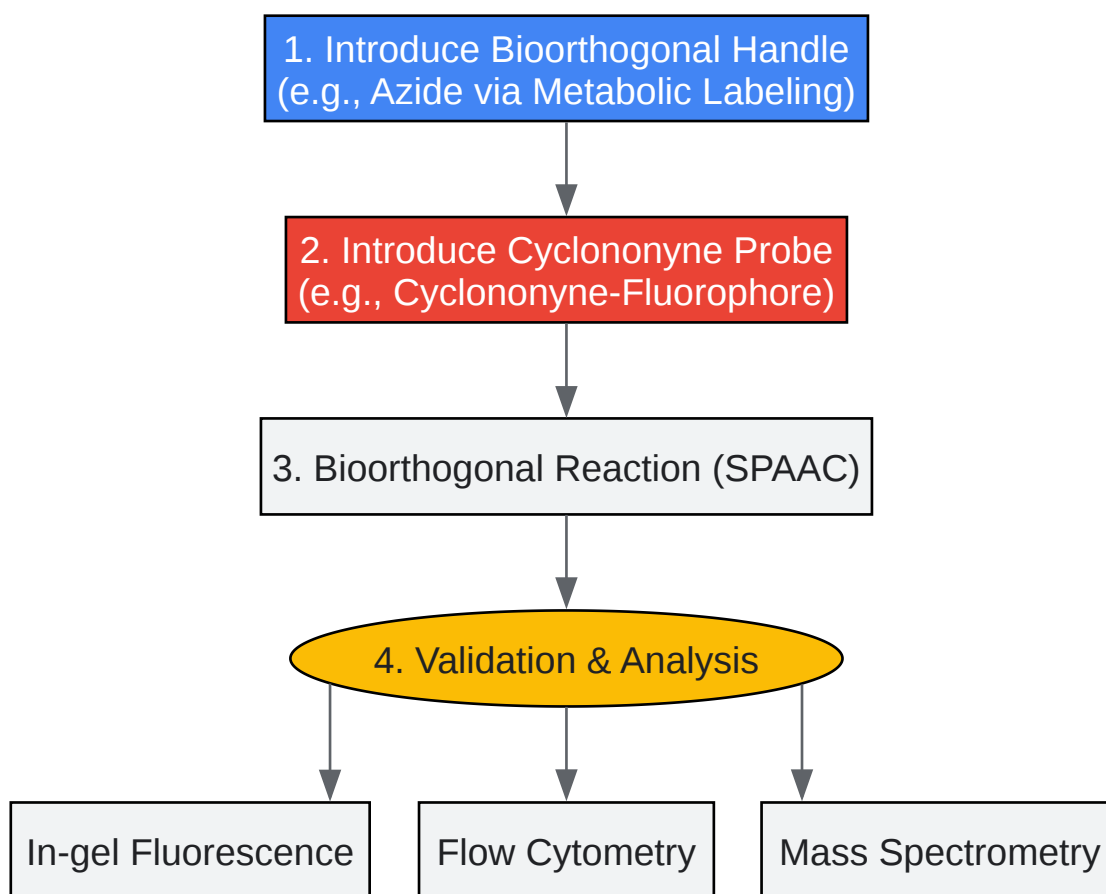 1. Introduce Bioorthogonal Handle
(e.g., Azide via Metabolic Labeling)
2. Introduce Cyclononyne Probe
(e.g., Cyclononyne-Fluorophore)
3. Bioorthogonal Reaction (SPAAC)
4. Validation & Analysis
In-gel Fluorescence
Flow Cytometry
Mass Spectrometry